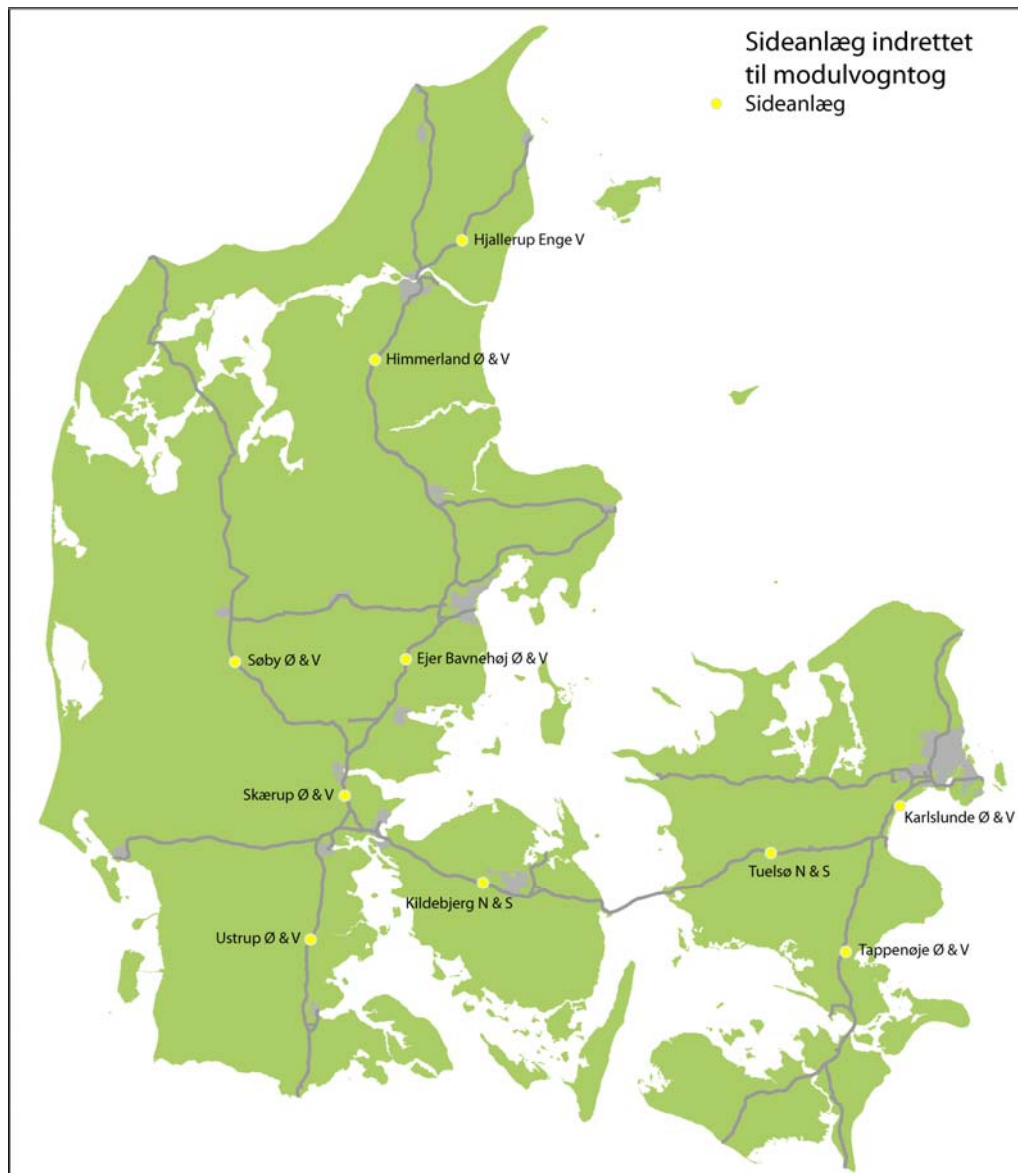 Sideanlæg indrettet
til modulvogntog
Sideanlæg
Hjallerup Enge V
Himmerland Ø & V
Søby Ø & V
Ejer Bavnehøj Ø & V
Skærup Ø & V
Karlslunde Ø & V
Tuelsø N & S
Kildebjerg N & S
Ustrup Ø & V
Tappenøje Ø & V